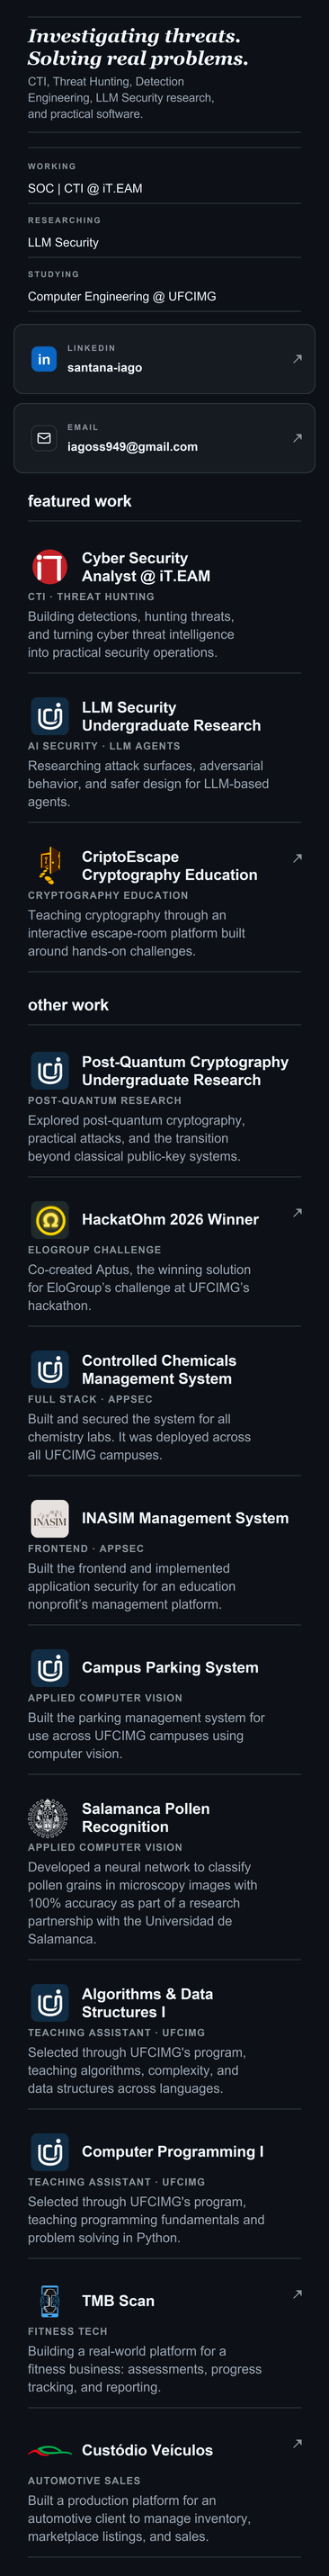 Investigating threats.
Solving real problems.
CTI, Threat Hunting, Detection
Engineering, LLM Security research,
and practical software.
WORKING
SOC | CTI @ iT.EAM
RESEARCHING
LLM Security
STUDYING
Computer Engineering @ UFCIMG
in
LINKEDIN
santana-iago
EMAIL
iagoss949@gmail.com
featured work
Cyber Security
Analyst @ iT.EAM
CTI · THREAT HUNTING
Building detections, hunting threats,
and turning cyber threat intelligence
into practical security operations.
LLM Security
Undergraduate Research
AI SECURITY · LLM AGENTS
Researching attack surfaces, adversarial
behavior, and safer design for LLM-based
agents.
CriptoEscape
Cryptography Education
CRYPTOGRAPHY EDUCATION
Teaching cryptography through an
interactive escape-room platform built
around hands-on challenges.
other work
Post-Quantum Cryptography
Undergraduate Research
POST-QUANTUM RESEARCH
Explored post-quantum cryptography,
practical attacks, and the transition
beyond classical public-key systems.
Ω
HackatOhm 2026 Winner
ELOGROUP CHALLENGE
Co-created Aptus, the winning solution
for EloGroup’s challenge at UFCIMG’s
hackathon.
Controlled Chemicals
Management System
FULL STACK · APPSEC
Built and secured the system for all
chemistry labs. It was deployed across
all UFCIMG campuses.
INASIM
INASIM Management System
FRONTEND · APPSEC
Built the frontend and implemented
application security for an education
nonprofit’s management platform.
Campus Parking System
APPLIED COMPUTER VISION
Built the parking management system for
use across UFCIMG campuses using
computer vision.
Salamanca Pollen
Recognition
APPLIED COMPUTER VISION
Developed a neural network to classify
pollen grains in microscopy images with
100% accuracy as part of a research
partnership with the Universidad de
Salamanca.
Algorithms & Data
Structures I
TEACHING ASSISTANT · UFCIMG
Selected through UFCIMG’s program,
teaching algorithms, complexity, and
data structures across languages.
Computer Programming I
TEACHING ASSISTANT · UFCIMG
Selected through UFCIMG’s program,
teaching programming fundamentals and
problem solving in Python.
TMB Scan
FITNESS TECH
Building a real-world platform for a
fitness business: assessments, progress
tracking, and reporting.
Custódio Veículos
AUTOMOTIVE SALES
Built a production platform for an
automotive client to manage inventory,
marketplace listings, and sales.